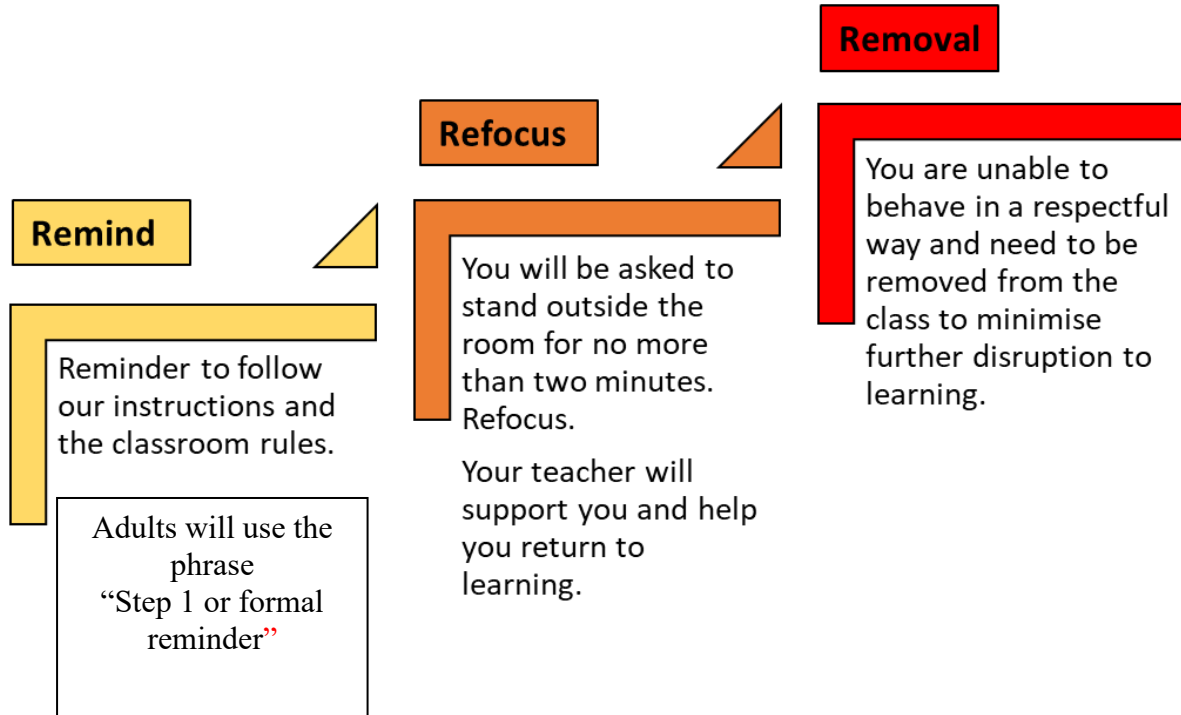 Remind
Reminder to follow
our instructions and
the classroom rules.
Adults will use the
phrase
“Step 1 or formal
reminder”
Refocus
You will be asked to
stand outside the
room for no more
than two minutes.
Refocus.
Your teacher will
support you and help
you return to
learning.
Removal
You are unable to
behave in a respectful
way and need to be
removed from the
class to minimise
further disruption to
learning.